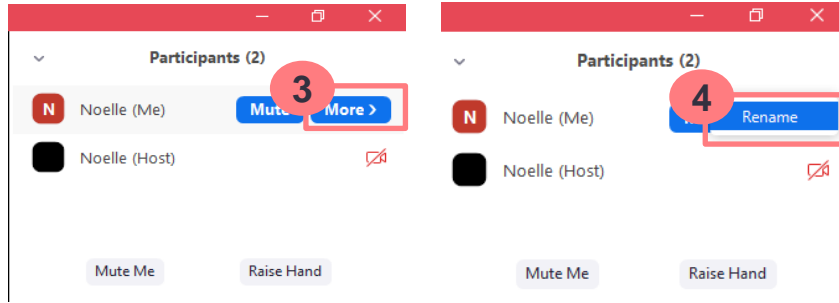 Participants (2)
3
N Noelle (Me) Mute More >
Noelle (Host)
Mute Me Raise Hand
Participants (2)
4
N Noelle (Me) Rename
Noelle (Host)
Mute Me Raise Hand